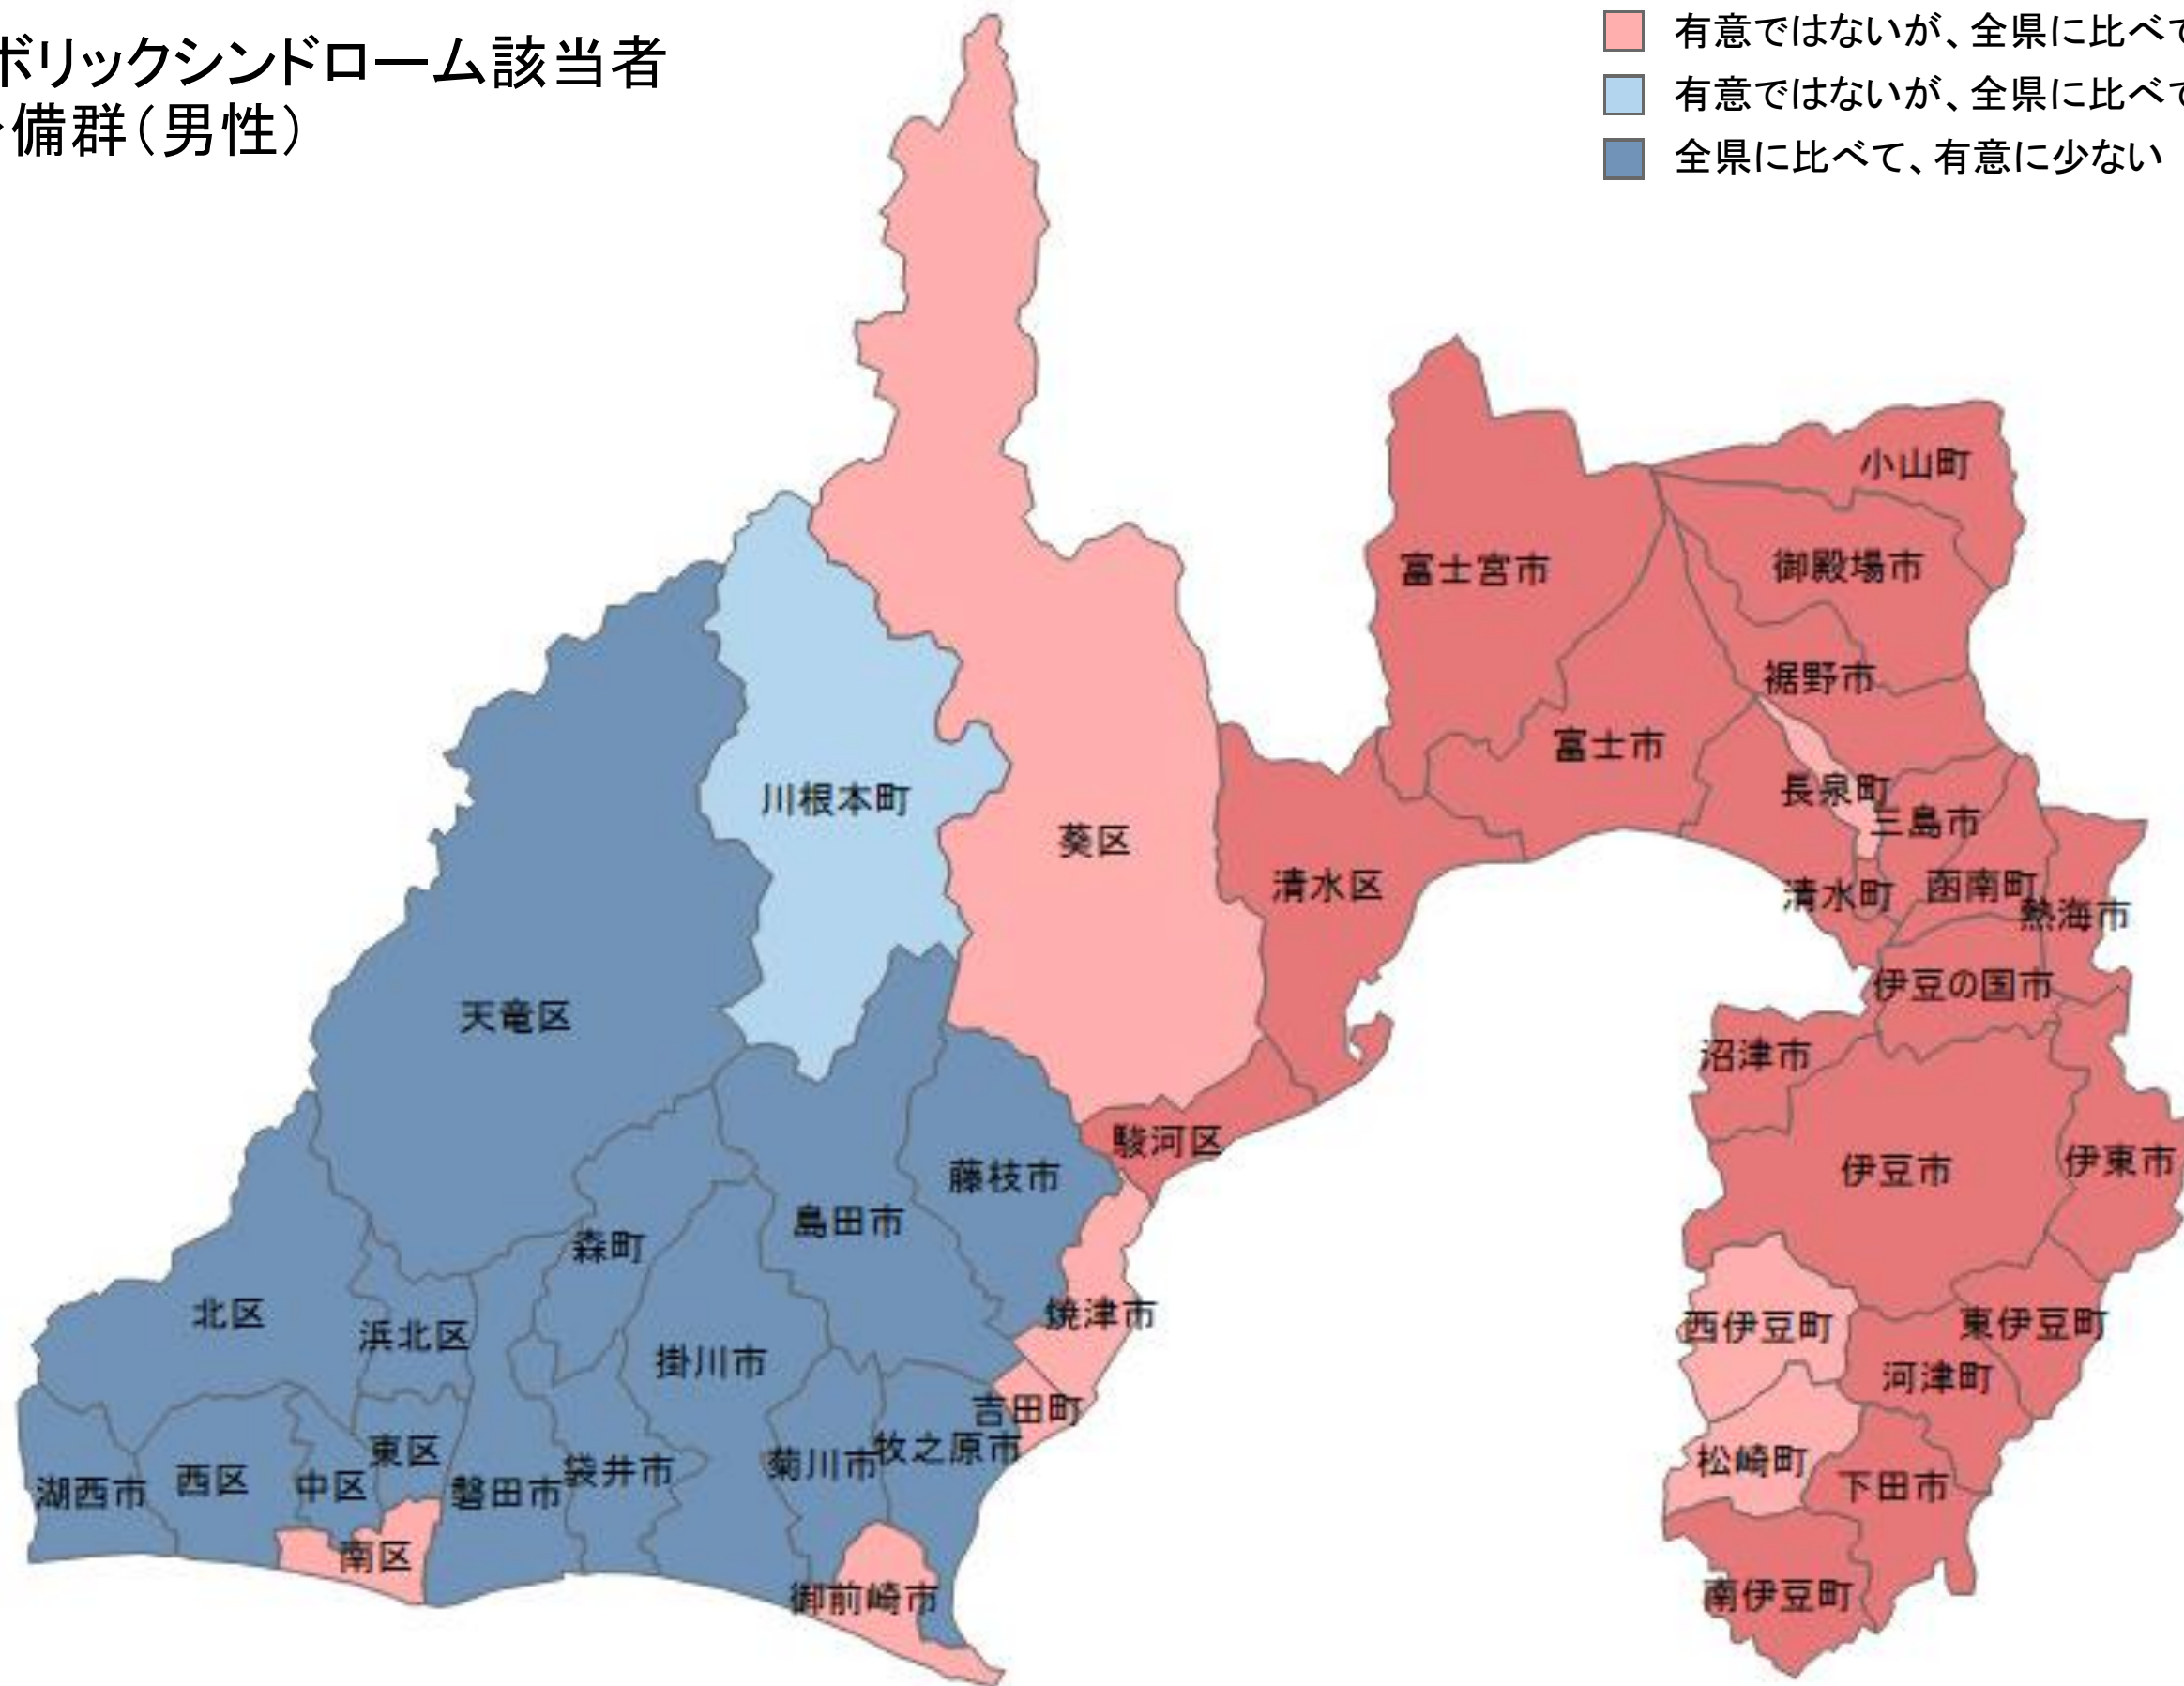 ボリックシンドローム該当者
備群（男性）
有意ではないが、全県に比べて
有意ではないが、全県に比べて
全県に比べて、有意に少ない
小山町
御殿場市
富士宮市
裾野市
富士市
長泉町
三島市
川根本町
葵区
清水区
清水町
函南町
熱海市
伊豆の国市
天竜区
沼津市
駿河区
伊豆市
伊東市
藤枝市
島田市
森町
北区
浜北区
焼津市
西伊豆町
東伊豆町
掛川市
河津町
吉田町
牧之原市
東区
松崎町
湖西市
西区
中区
磐田市
袋井市
菊川市
下田市
南区
御前崎市
南伊豆町